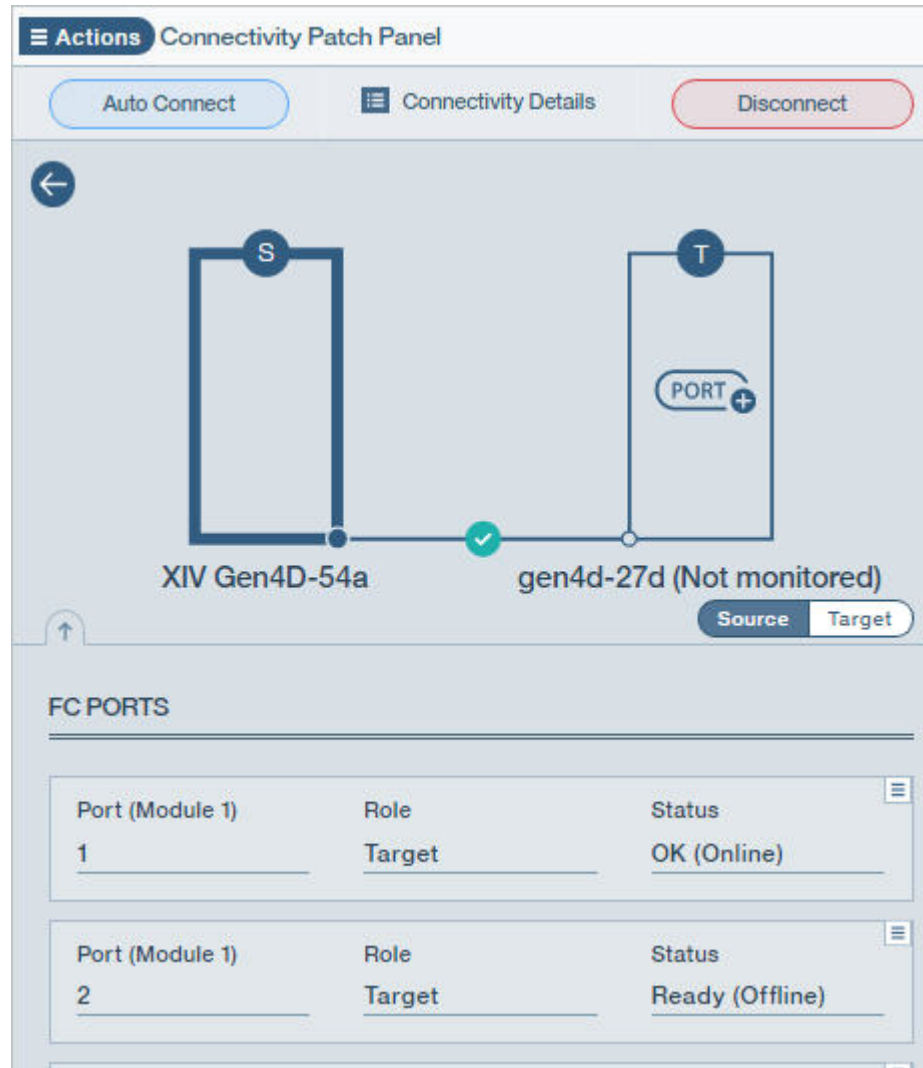 Actions Connectivity Patch Panel
Auto Connect Connectivity Details Disconnect
S T
PORT
XIV Gen4D-54a gen4d-27d (Not monitored)
Source Target
FC PORTS
Port (Module 1) Role Status
1 Target OK (Online)
Port (Module 1) Role Status
2 Target Ready (Offline)